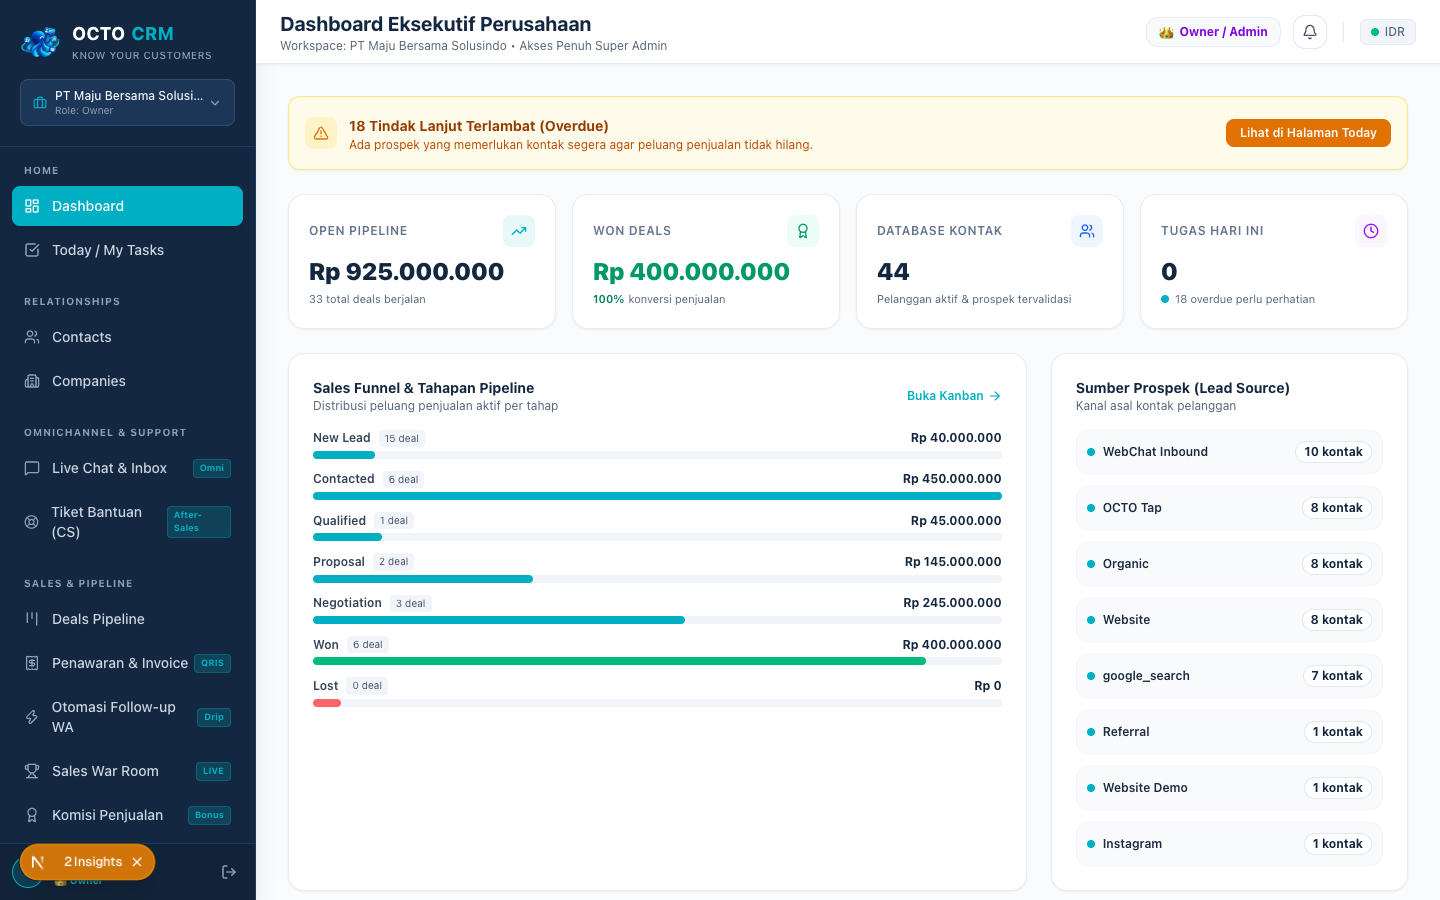 OCTO CRM
KNOW YOUR CUSTOMERS
PT Maju Bersama Solusi...
Role: Owner
HOME
Dashboard
Today / My Tasks
RELATIONSHIPS
Contacts
Companies
OMNICHANNEL & SUPPORT
Live Chat & Inbox Omni
Tiket Bantuan
(CS)
After-
Sales
SALES & PIPELINE
Deals Pipeline
Penawaran & Invoice QRIS
Otomasi Follow-up
WA
Drip
Sales War Room LIVE
Komisi Penjualan Bonus
2 Insights
Owner
Dashboard Eksekutif Perusahaan
Workspace: PT Maju Bersama Solusindo • Akses Penuh Super Admin
Owner / Admin
IDR
18 Tindak Lanjut Terlambat (Overdue)
Ada prospek yang memerlukan kontak segera agar peluang penjualan tidak hilang.
Lihat di Halaman Today
OPEN PIPELINE
Rp 925.000.000
33 total deals berjalan
WON DEALS
Rp 400.000.000
100% konversi penjualan
DATABASE KONTAK
44
Pelanggan aktif & prospek tervalidasi
TUGAS HARI INI
0
18 overdue perlu perhatian
Sales Funnel & Tahapan Pipeline
Distribusi peluang penjualan aktif per tahap
Buka Kanban →
New Lead 15 deal Rp 40.000.000
Contacted 6 deal Rp 450.000.000
Qualified 1 deal Rp 45.000.000
Proposal 2 deal Rp 145.000.000
Negotiation 3 deal Rp 245.000.000
Won 6 deal Rp 400.000.000
Lost 0 deal Rp 0
Sumber Prospek (Lead Source)
Kanal asal kontak pelanggan
WebChat Inbound 10 kontak
OCTO Tap 8 kontak
Organic 8 kontak
Website 8 kontak
google_search 7 kontak
Referral 1 kontak
Website Demo 1 kontak
Instagram 1 kontak